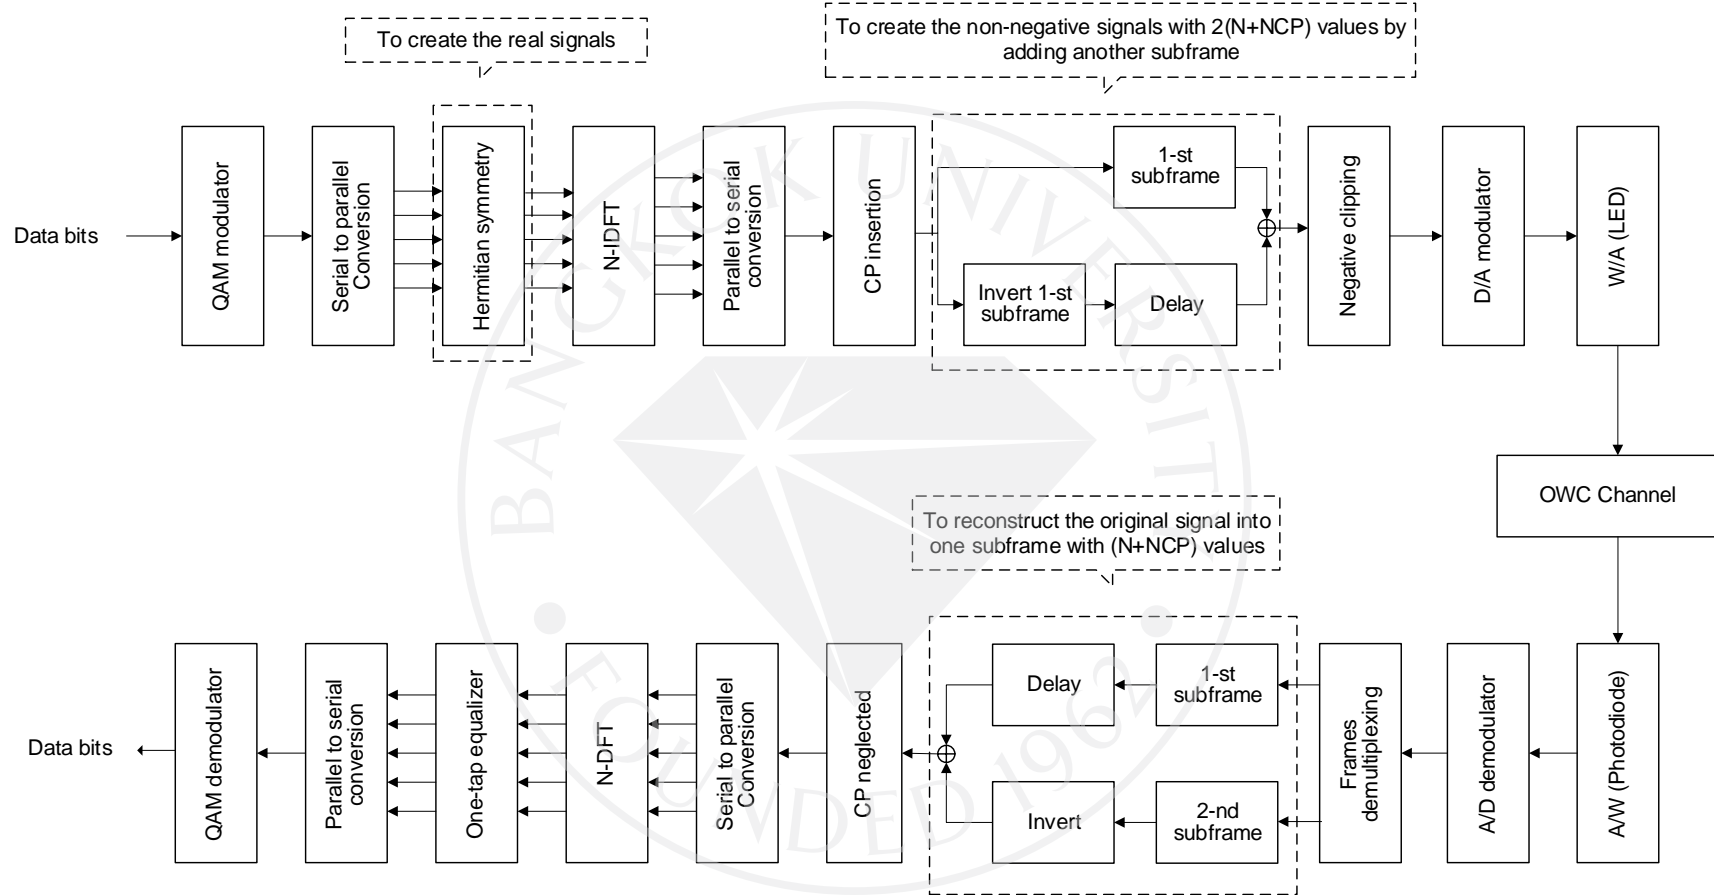 To create the real signals
To create the non-negative signals with 2(N+NCP) values by
adding another subframe
Data bits
QAM modulator
Serial to parallel
Conversion
Hermitian symmetry
N-IDFT
Parallel to serial
conversion
CP insertion
1-st
subframe
Invert 1-st
subframe
Delay
Negative clipping
D/A modulator
W/A (LED)
OWC Channel
To reconstruct the original signal into
one subframe with (N+NCP) values
Data bits
QAM demodulator
Parallel to serial
conversion
One-tap equalizer
N-DFT
Serial to parallel
Conversion
CP neglected
Delay
1-st
subframe
Invert
2-nd
subframe
Frames
demultiplexing
A/D demodulator
A/W (Photodiode)
BANGKOK UNIVERSITY
FOUNDED 1962